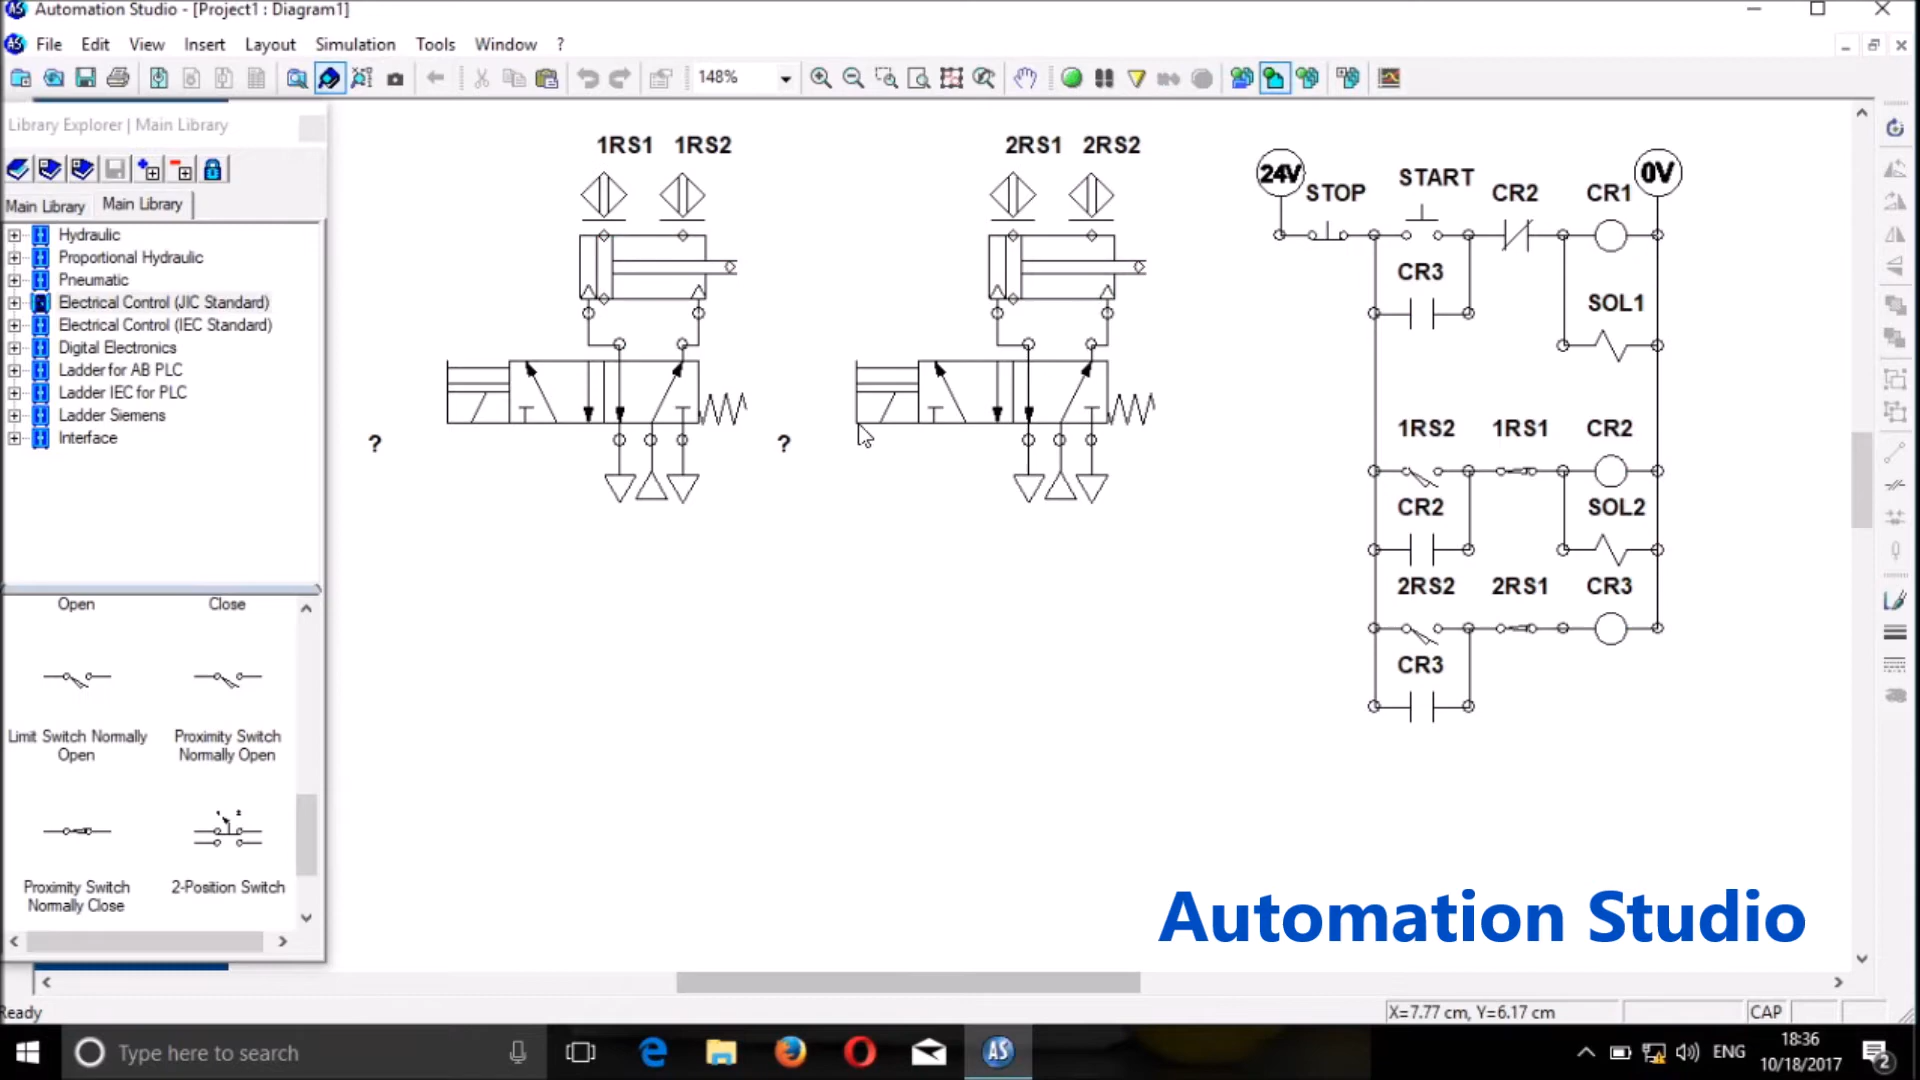 Automation Studio - [Project1 : Diagram1]
File Edit View Insert Layout Simulation Tools Window ?
148%
Library Explorer | Main Library
Main Library Main Library
Hydraulic
Proportional Hydraulic
Pneumatic
Electrical Control (JIC Standard)
Electrical Control (IEC Standard)
Digital Electronics
Ladder for AB PLC
Ladder IEC for PLC
Ladder Siemens
Interface
Open Close
Limit Switch Normally Open
Proximity Switch Normally Open
Proximity Switch Normally Close
2-Position Switch
1RS1 1RS2
2RS1 2RS2
? ?
24V STOP START CR2 CR1 0V
CR3
SOL1
1RS2 1RS1 CR2
CR2 SOL2
2RS2 2RS1 CR3
CR3
Automation Studio
Ready
X=7.77 cm, Y=6.17 cm CAP
Type here to search
AS
ENG
18:36
10/18/2017
2